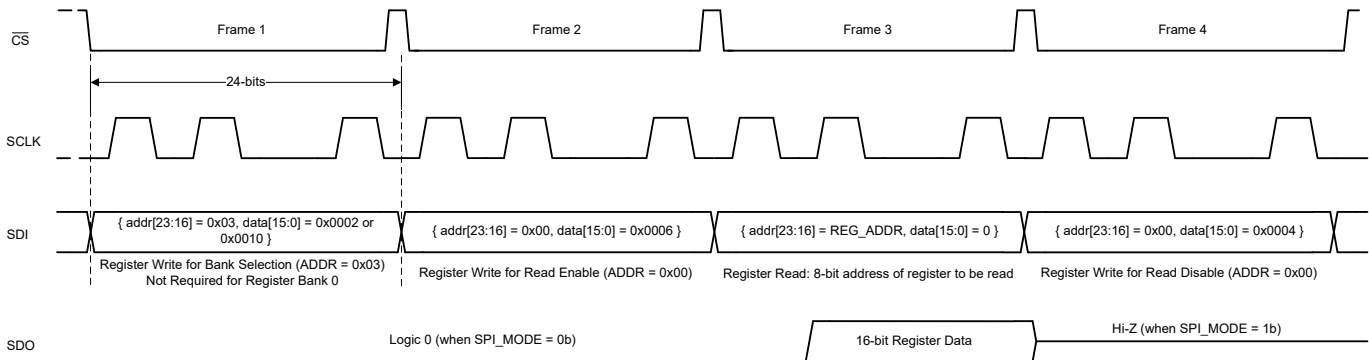 CS
Frame 1
Frame 2
Frame 3
Frame 4
24-bits
SCLK
SDI
{ addr[23:16] = 0x03, data[15:0] = 0x0002 or
0x0010 }
{ addr[23:16] = 0x00, data[15:0] = 0x0006 }
{ addr[23:16] = REG_ADDR, data[15:0] = 0 }
{ addr[23:16] = 0x00, data[15:0] = 0x0004 }
Register Write for Bank Selection (ADDR = 0x03)
Not Required for Register Bank 0
Register Write for Read Enable (ADDR = 0x00)
Register Read: 8-bit address of register to be read
Register Write for Read Disable (ADDR = 0x00)
SDO
Logic 0 (when SPI_MODE = 0b)
16-bit Register Data
Hi-Z (when SPI_MODE = 1b)